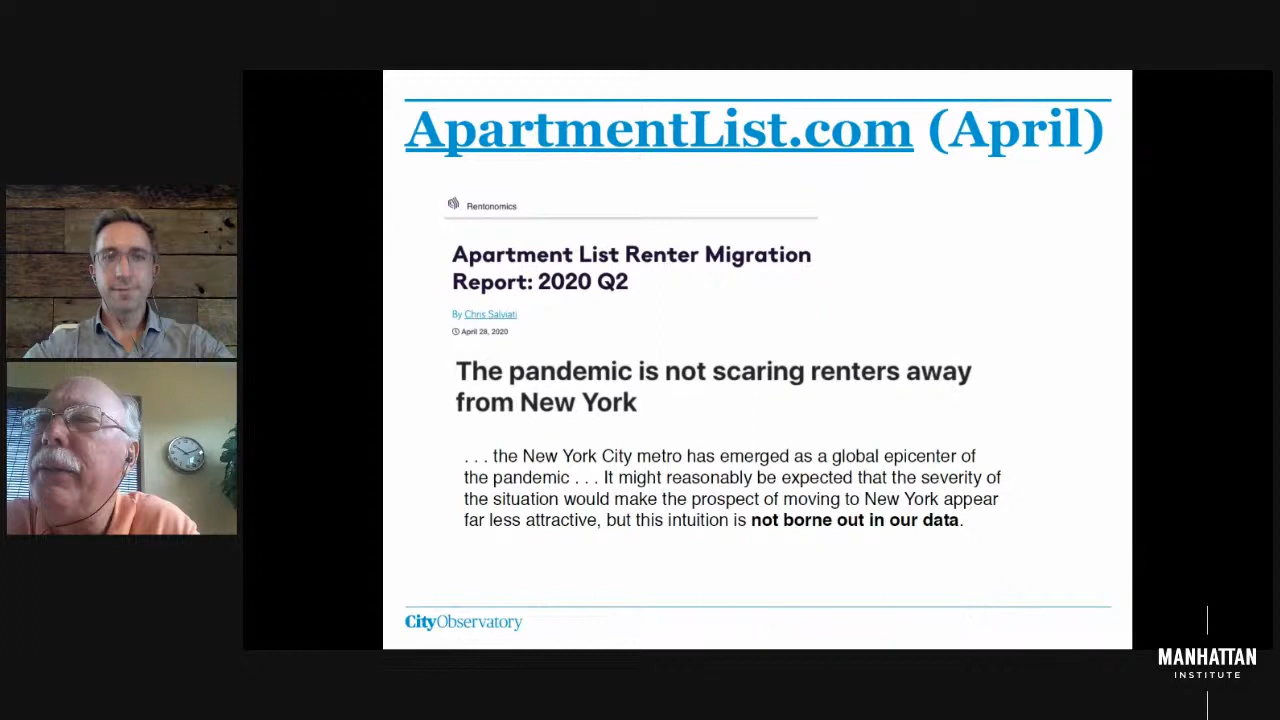 ApartmentList.com (April)
Rentonomics
Apartment List Renter Migration
Report: 2020 Q2
By Chris Salviati
April 28, 2020
The pandemic is not scaring renters away
from New York
. . . the New York City metro has emerged as a global epicenter of
the pandemic . . . It might reasonably be expected that the severity of
the situation would make the prospect of moving to New York appear
far less attractive, but this intuition is not borne out in our data.
CityObservatory
MANHATTAN
INSTITUTE